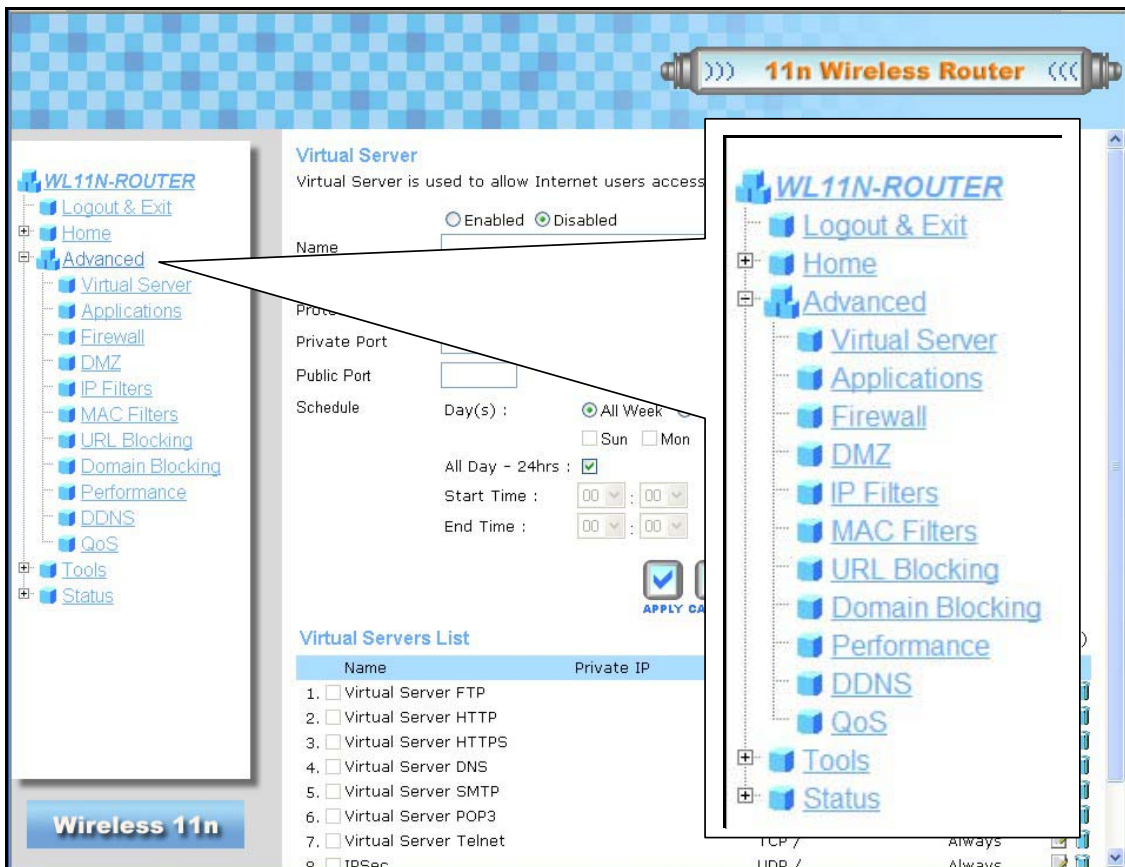 ))) 11n Wireless Router (((
WL11N-ROUTER
Logout & Exit
Home
Advanced
Virtual Server
Applications
Firewall
DMZ
IP Filters
MAC Filters
URL Blocking
Domain Blocking
Performance
DDNS
QoS
Tools
Status
Wireless 11n
Virtual Server
Virtual Server is used to allow Internet users access
Enabled Disabled
Name
Private Port
Public Port
Schedule Day(s) : All Week
Sun Mon
All Day - 24hrs :
Start Time : 00 : 00
End Time : 00 : 00
APPLY
Virtual Servers List
Name Private IP
1. Virtual Server FTP
2. Virtual Server HTTP
3. Virtual Server HTTPS
4. Virtual Server DNS
5. Virtual Server SMTP
6. Virtual Server POP3
7. Virtual Server Telnet TCP / Always
8. IPSec UDP / Always
WL11N-ROUTER
Logout & Exit
Home
Advanced
Virtual Server
Applications
Firewall
DMZ
IP Filters
MAC Filters
URL Blocking
Domain Blocking
Performance
DDNS
QoS
Tools
Status